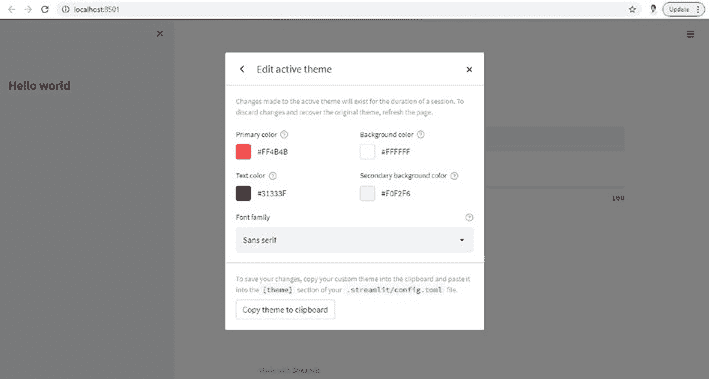 localhost:8501
Update
Hello world
Edit active theme
Changes made to the active theme will exist for the duration of a session. To
discard changes and recover the original theme, refresh the page.
Primary color
Background color
#FF4B4B
#FFFFFF
Text color
Secondary background color
#31333F
#F0F2F6
Font family
Sans serif
To save your changes, copy your custom theme into the clipboard and paste it
into the [theme] section of your .streamlit/config.toml file.
Copy theme to clipboard